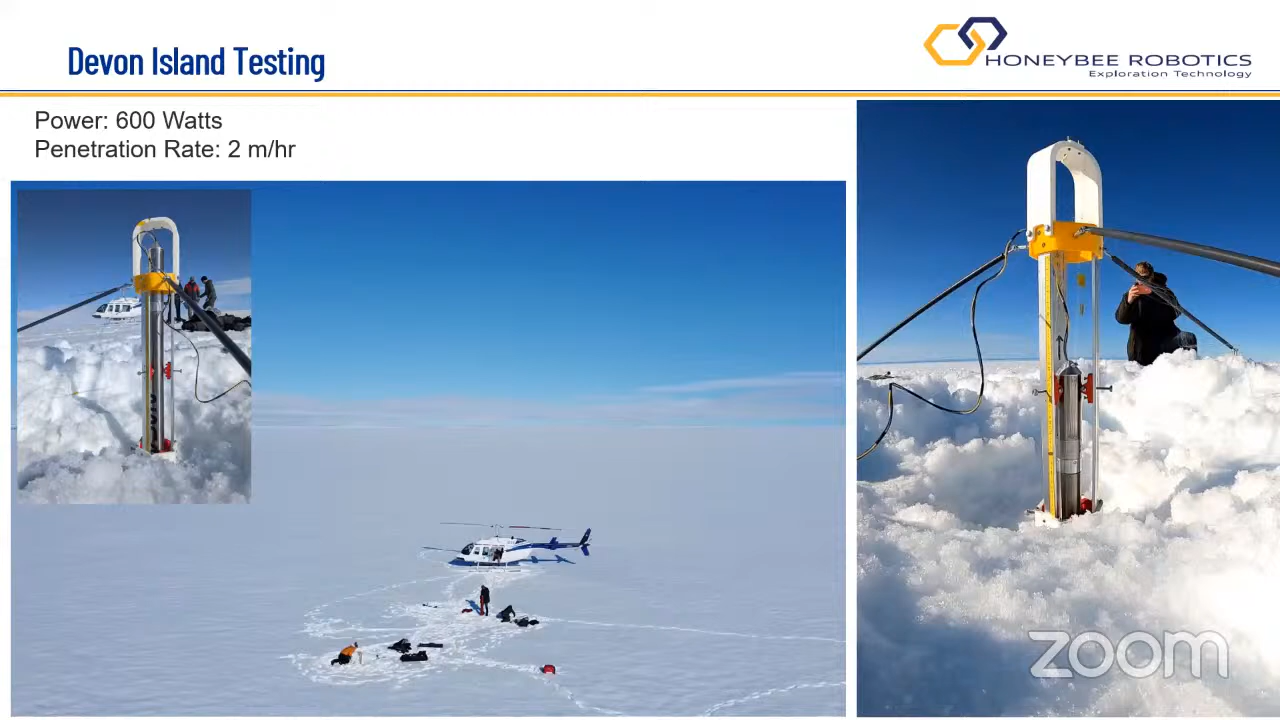 Devon Island Testing
HONEYBEE ROBOTICS
Exploration Technology
Power: 600 Watts
Penetration Rate: 2 m/hr
zoom